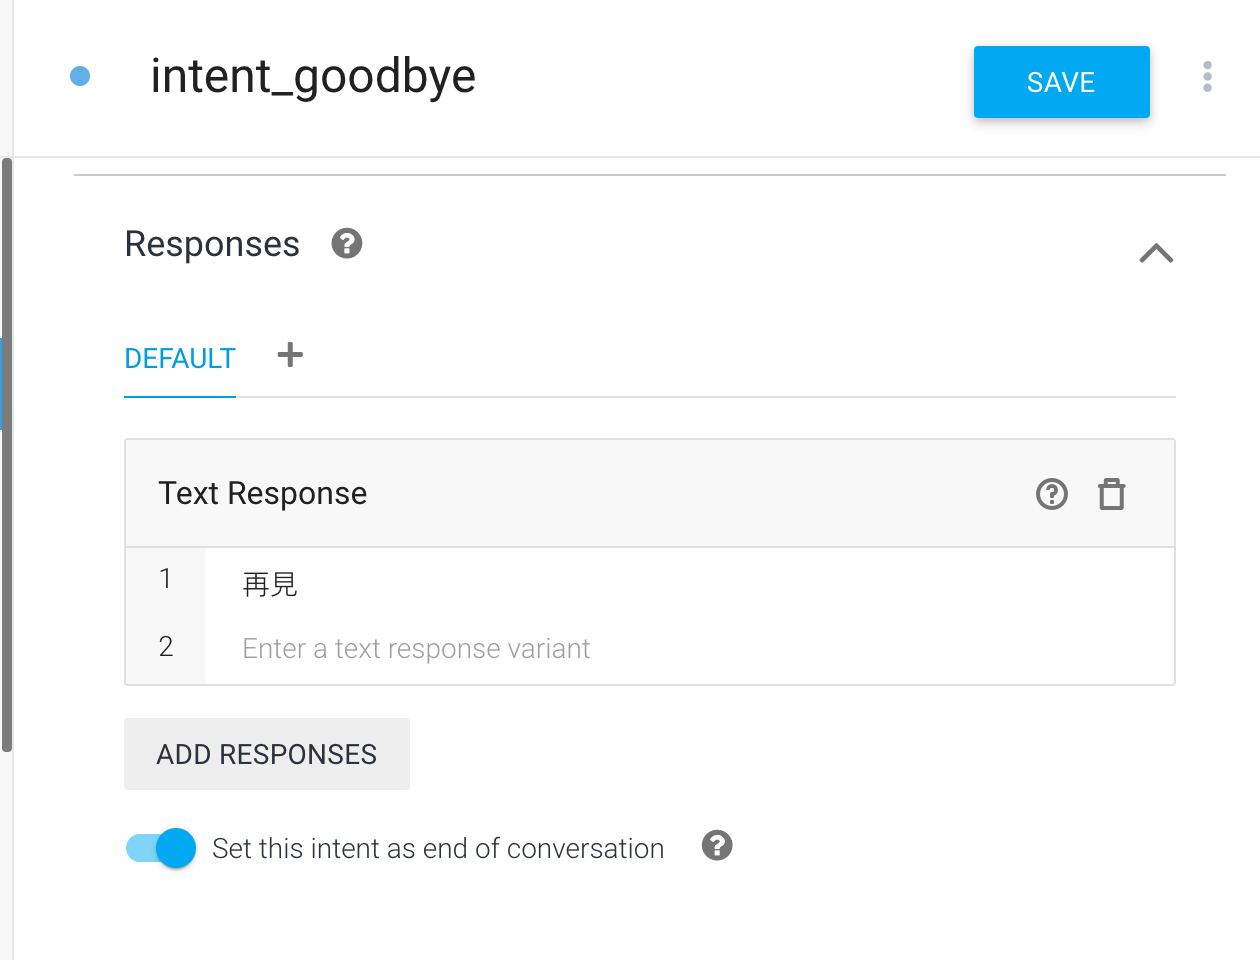 intent_goodbye
SAVE
Responses
DEFAULT
Text Response
1 再見
2 Enter a text response variant
ADD RESPONSES
Set this intent as end of conversation